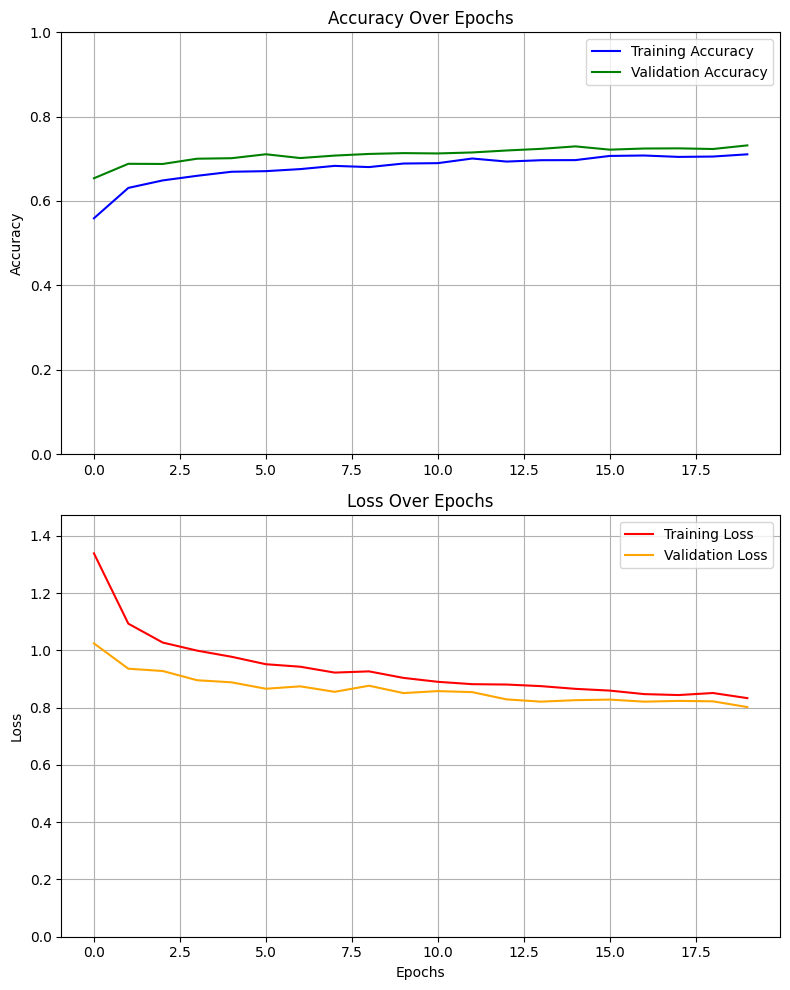 Accuracy Over Epochs
1.0
0.8
0.6
0.4
0.2
0.0
Accuracy
Training Accuracy
Validation Accuracy
0.0 2.5 5.0 7.5 10.0 12.5 15.0 17.5
Loss Over Epochs
1.4
1.2
1.0
0.8
0.6
0.4
0.2
0.0
Loss
Training Loss
Validation Loss
0.0 2.5 5.0 7.5 10.0 12.5 15.0 17.5
Epochs